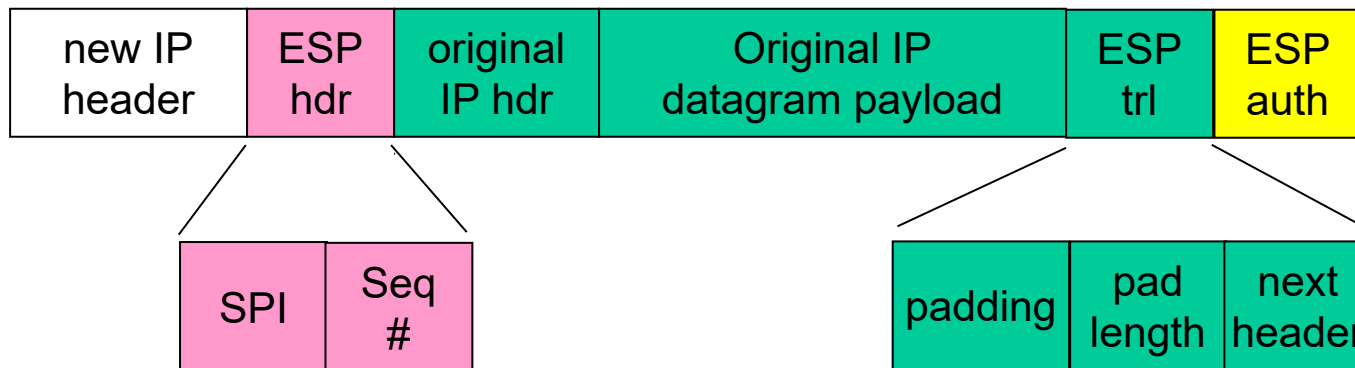 new IP
header
ESP
hdr
original
IP hdr
Original IP
datagram payload
ESP
trl
ESP
auth
SPI
Seq
#
padding
pad
length
next
header